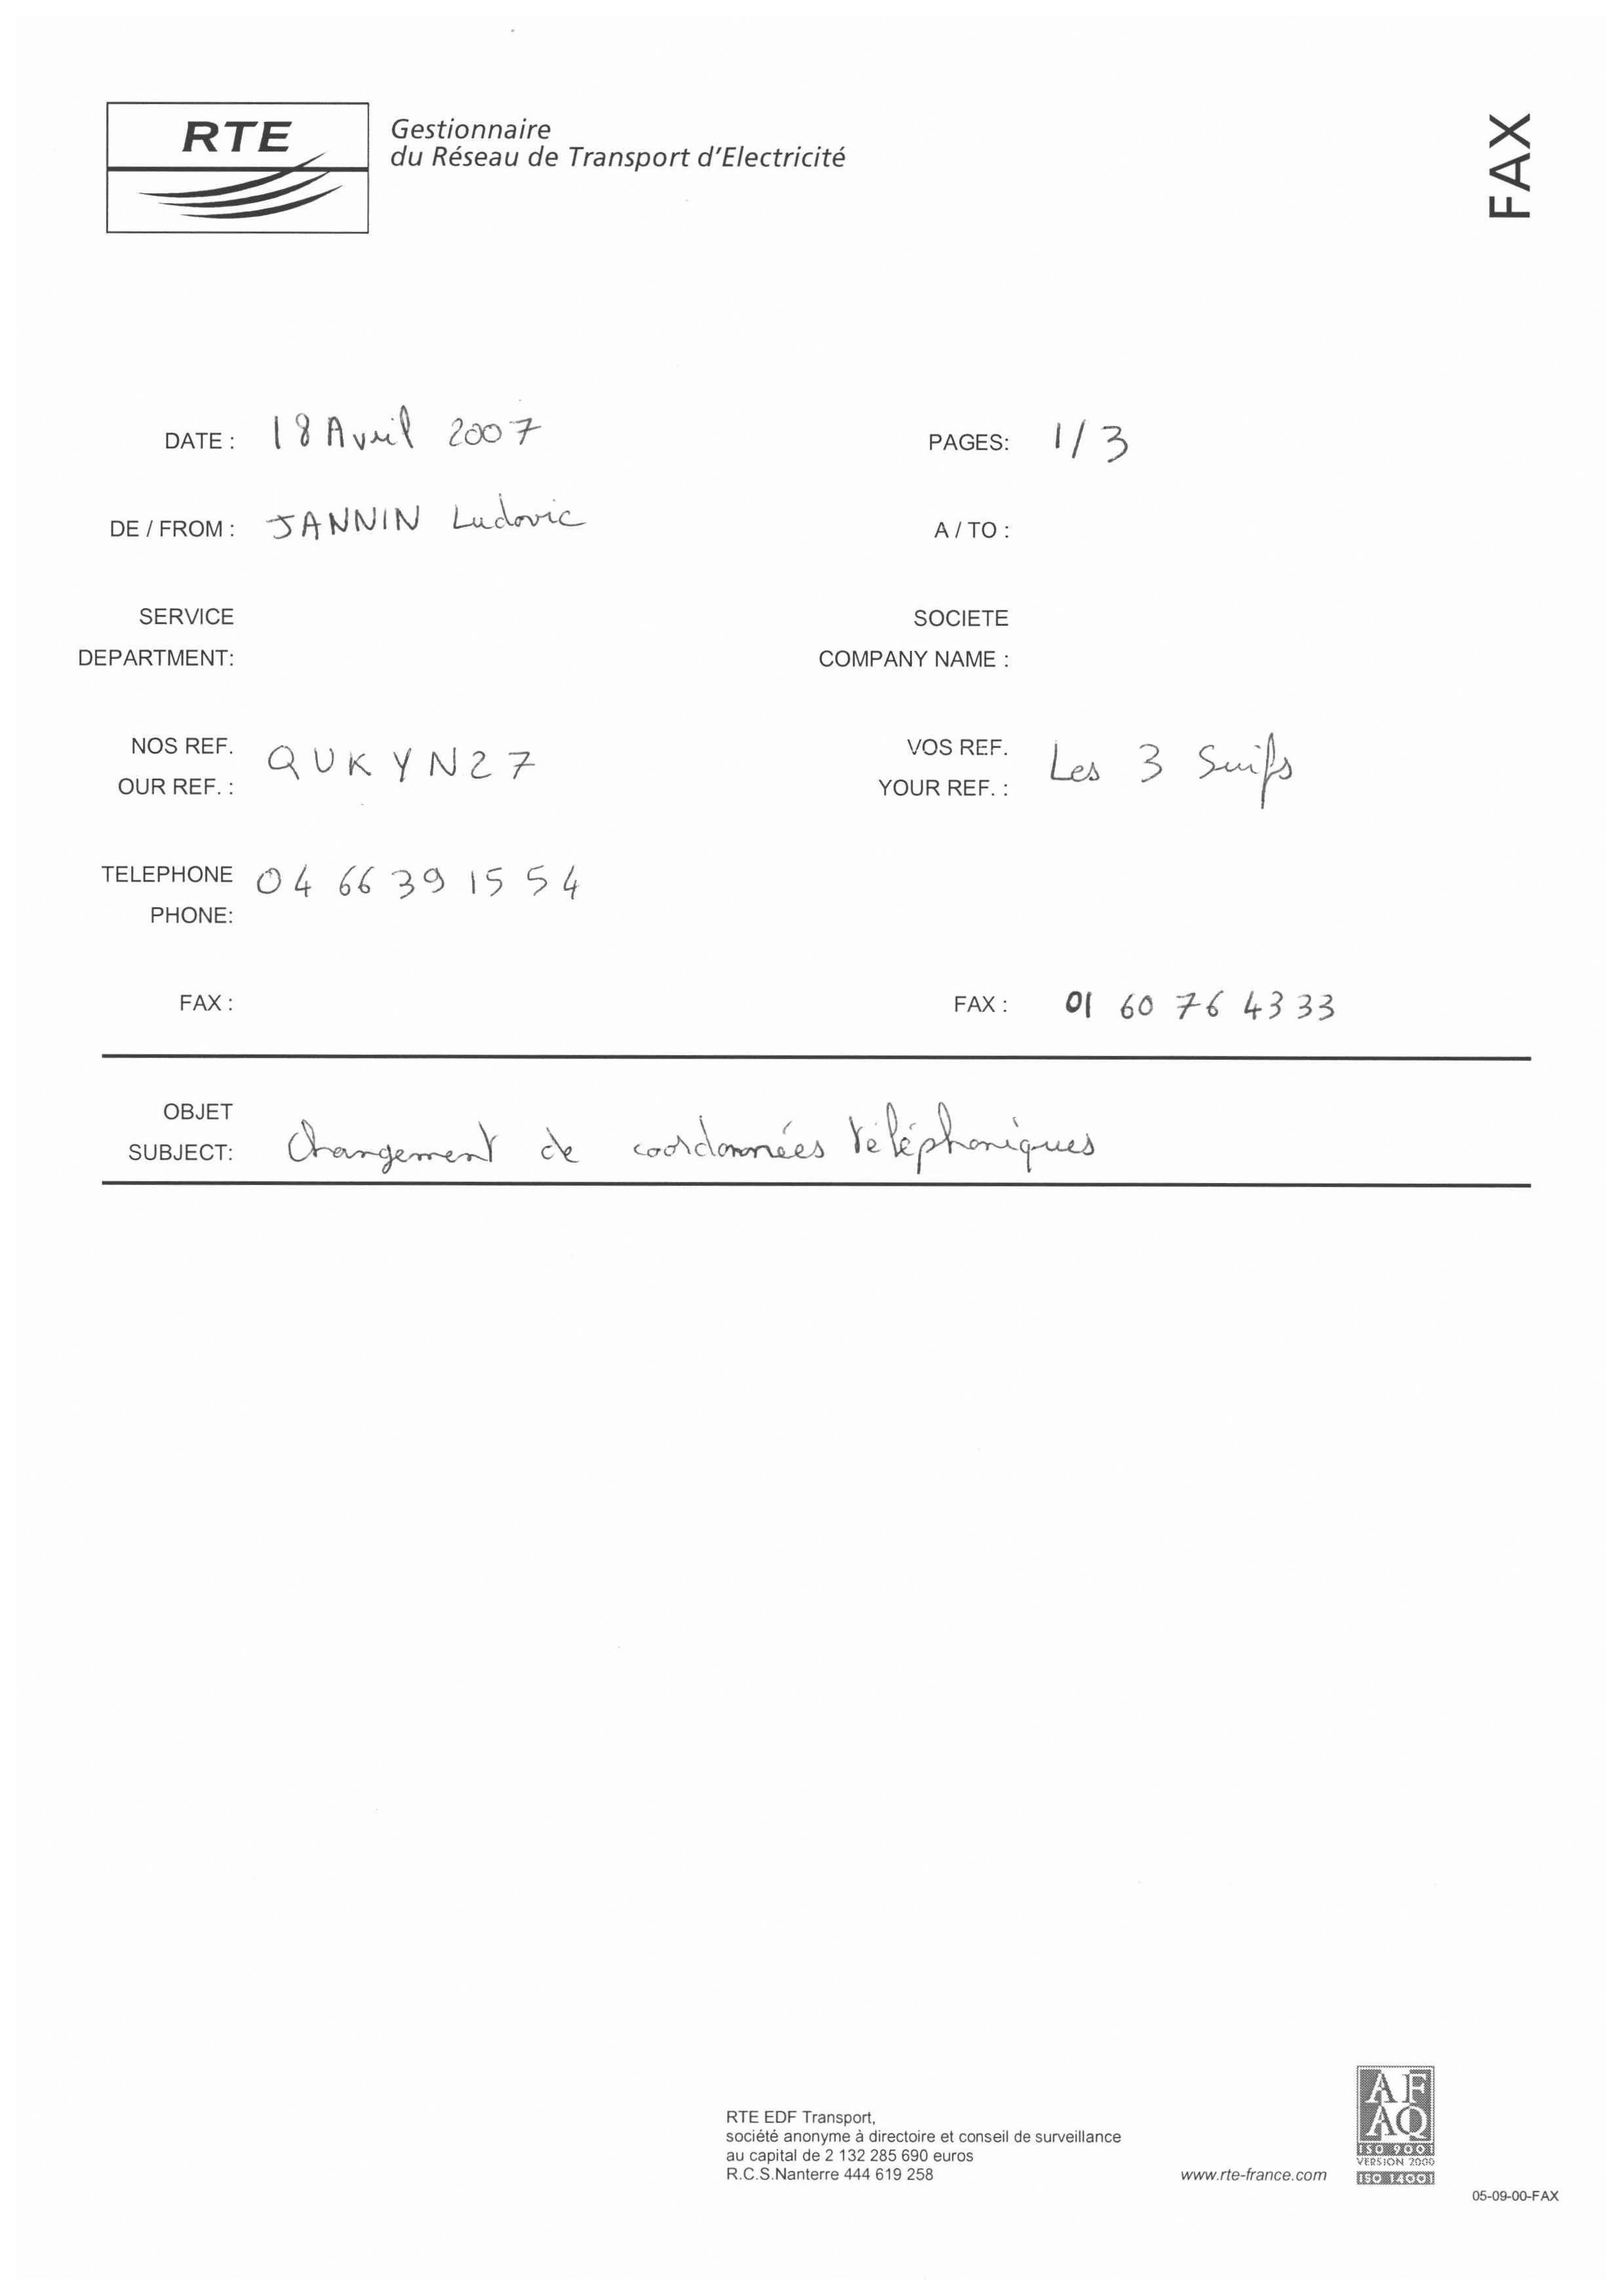 RTE
Gestionnaire
du Réseau de Transport d'Electricité
FAX
DATE : 18 Avril 2007
PAGES: 1/3
DE / FROM : JANNIN Ludovic
A / TO :
SERVICE
DEPARTMENT:
SOCIETE
COMPANY NAME :
NOS REF.
OUR REF. : QUKYN27
VOS REF.
YOUR REF. : Les 3 Suifs
TELEPHONE 04 66 39 15 54
PHONE:
FAX :
FAX : 01 60 76 43 33
OBJET
SUBJECT: Changement de coordonnées téléphoniques
RTE EDF Transport,
société anonyme à directoire et conseil de surveillance
au capital de 2 132 285 690 euros
R.C.S.Nanterre 444 619 258
www.rte-france.com
AF
AQ
ISO 9001
VERSION 2000
ISO 14001
05-09-00-FAX